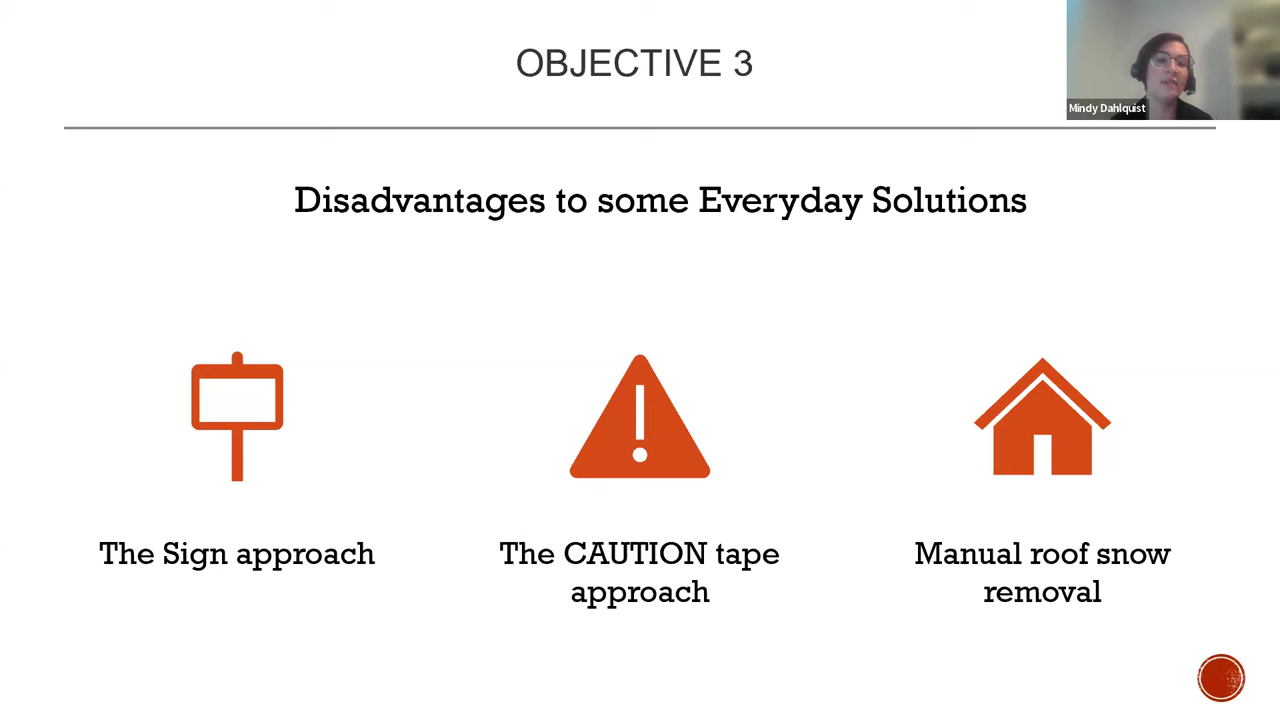 OBJECTIVE 3
Mindy Dahlquist
Disadvantages to some Everyday Solutions
The Sign approach
The CAUTION tape
approach
Manual roof snow
removal